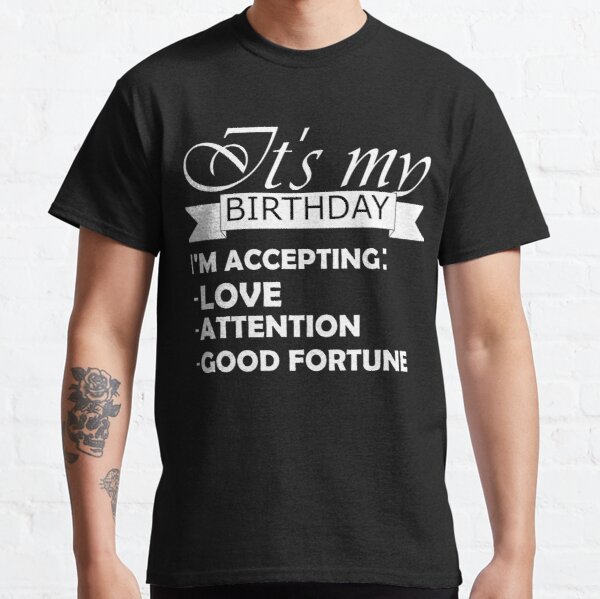 It's my
BIRTHDAY
I'M ACCEPTING:
-LOVE
-ATTENTION
-GOOD FORTUNE